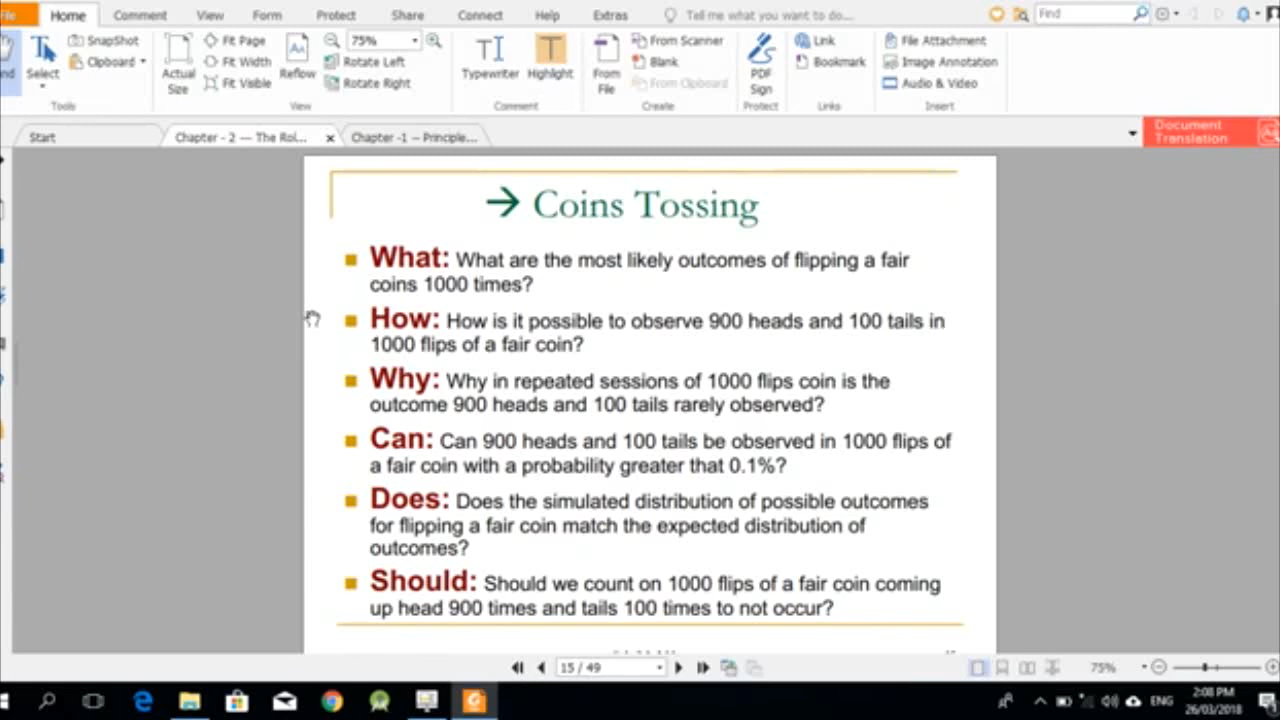 File Home Comment View Form Protect Share Connect Help Extras Tell me what you want to do... Find
SnapShot Fit Page 75% From Scanner Link File Attachment
Select Clipboard Actual Size Fit Width Reflow Rotate Left Typewriter Highlight From File Blank PDF Sign Bookmark Image Annotation
Fit Visible Rotate Right From Clipboard Audio & Video
Tools View Comment Create Protect Links Insert
Start Chapter - 2 — The Rol... x Chapter -1 -- Principle... Document
Translation
→ Coins Tossing
What: What are the most likely outcomes of flipping a fair
coins 1000 times?
How: How is it possible to observe 900 heads and 100 tails in
1000 flips of a fair coin?
Why: Why in repeated sessions of 1000 flips coin is the
outcome 900 heads and 100 tails rarely observed?
Can: Can 900 heads and 100 tails be observed in 1000 flips of
a fair coin with a probability greater that 0.1%?
Does: Does the simulated distribution of possible outcomes
for flipping a fair coin match the expected distribution of
outcomes?
Should: Should we count on 1000 flips of a fair coin coming
up head 900 times and tails 100 times to not occur?
15 / 49 75%
ENG 2:08 PM
26/03/2018